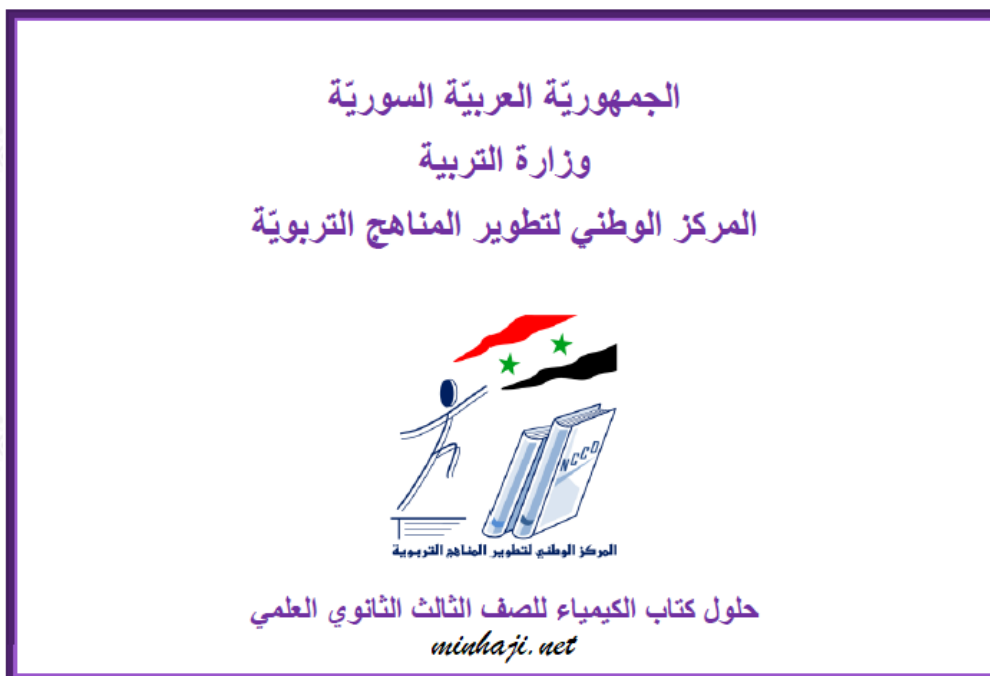 الجمهوريّة العربيّة السوريّة
وزارة التربية
المركز الوطني لتطوير المناهج التربويّة
NCCD
المركز الوطني لتطوير المناهج التربوية
حلول كتاب الكيمياء للصف الثالث الثانوي العلمي
minhaji.net